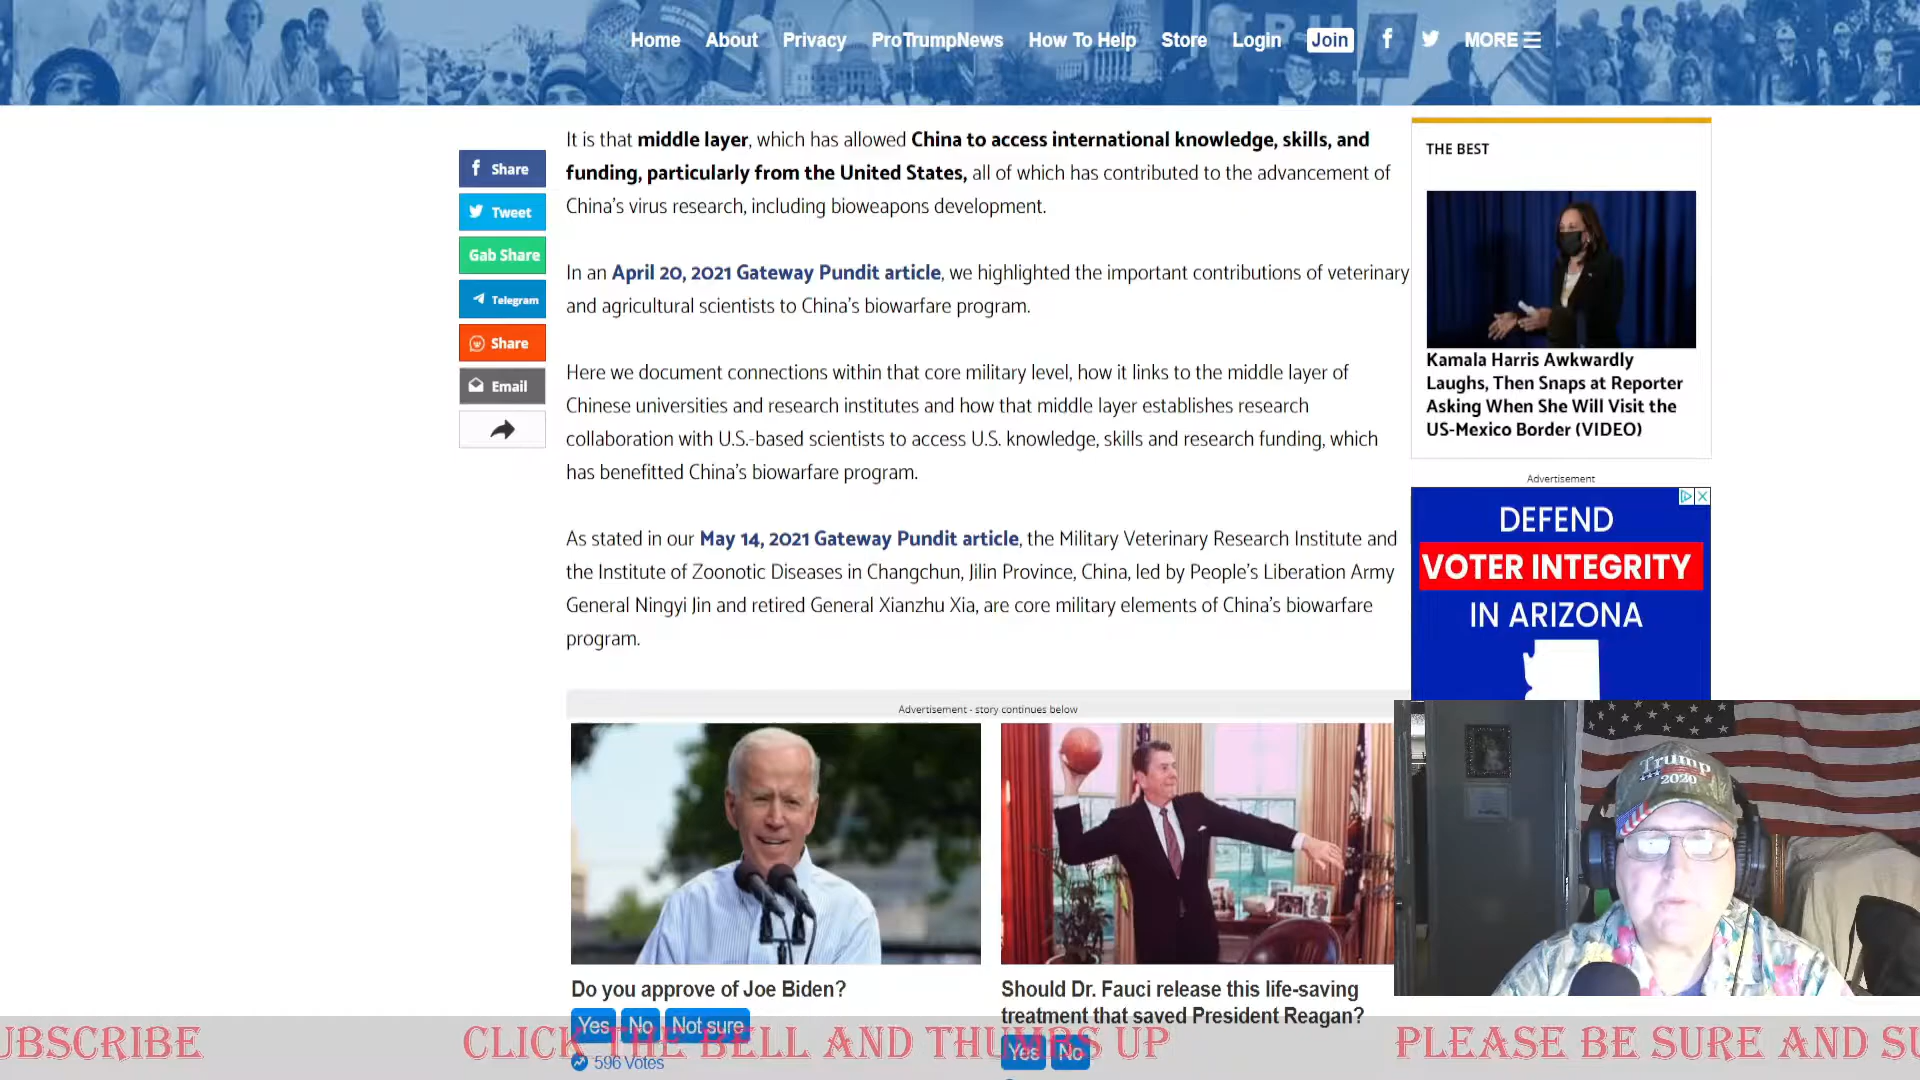 Home About Privacy ProTrumpNews How To Help Store Login Join MORE
It is that middle layer, which has allowed China to access international knowledge, skills, and
funding, particularly from the United States, all of which has contributed to the advancement of
China's virus research, including bioweapons development.
In an April 20, 2021 Gateway Pundit article, we highlighted the important contributions of veterinary
and agricultural scientists to China's biowarfare program.
Here we document connections within that core military level, how it links to the middle layer of
Chinese universities and research institutes and how that middle layer establishes research
collaboration with U.S.-based scientists to access U.S. knowledge, skills and research funding, which
has benefitted China's biowarfare program.
As stated in our May 14, 2021 Gateway Pundit article, the Military Veterinary Research Institute and
the Institute of Zoonotic Diseases in Changchun, Jilin Province, China, led by People's Liberation Army
General Ningyi Jin and retired General Xianzhu Xia, are core military elements of China's biowarfare
program.
Share
Tweet
Gab Share
Telegram
Share
Email
THE BEST
Kamala Harris Awkwardly
Laughs, Then Snaps at Reporter
Asking When She Will Visit the
US-Mexico Border (VIDEO)
Advertisement
DEFEND
VOTER INTEGRITY
IN ARIZONA
Advertisement - story continues below
Do you approve of Joe Biden?
Yes No Not sure
596 Votes
Should Dr. Fauci release this life-saving
treatment that saved President Reagan?
Yes No
Trump
2020
UBSCRIBE CLICK THE BELL AND THUMBS UP PLEASE BE SURE AND SU